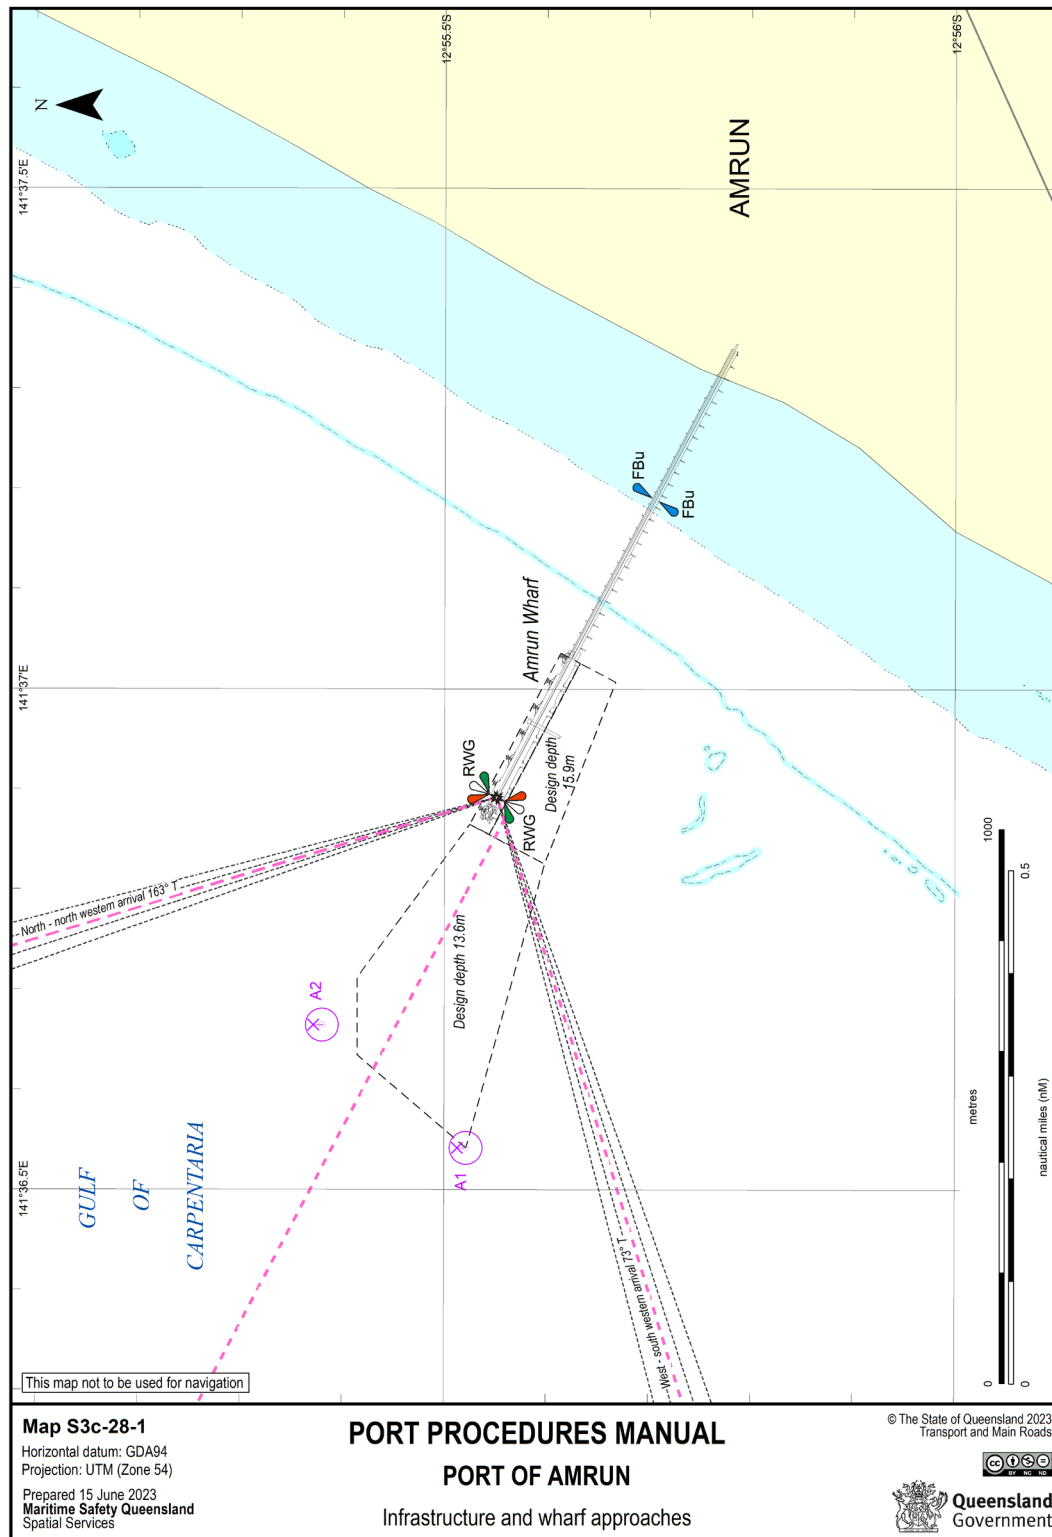 12°55.5'S
12°56'S
N
141°37.5'E
AMRUN
FBu
FBu
Amrun Wharf
141°37'E
RWG
Design depth
15.9m
RWG
1000
0.5
North - north western arrival 163° T
Design depth 13.6m
A2
A1
metres
nautical miles (nM)
GULF
OF
CARPENTARIA
141°36.5'E
West - south western arrival 73° T
0
0
This map not to be used for navigation
Map S3c-28-1
Horizontal datum: GDA94
Projection: UTM (Zone 54)
Prepared 15 June 2023
Maritime Safety Queensland
Spatial Services
PORT PROCEDURES MANUAL
PORT OF AMRUN
Infrastructure and wharf approaches
© The State of Queensland 2023
Transport and Main Roads
cc
BY NC ND
Queensland
Government